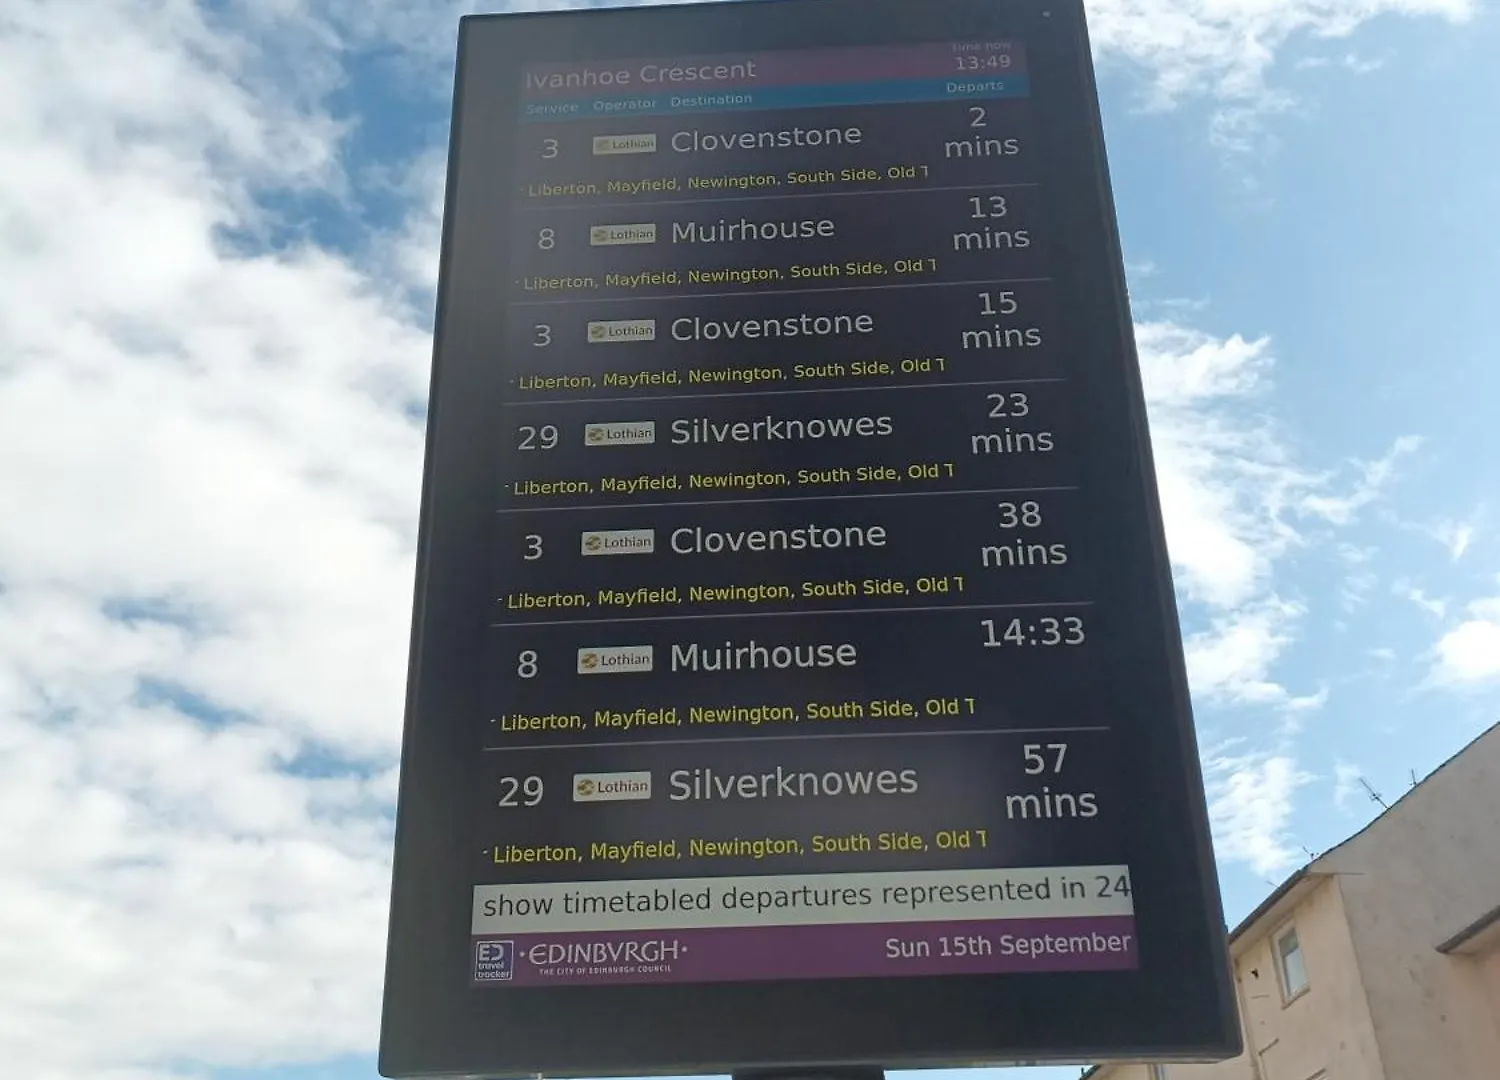 Time now
Ivanhoe Crescent 13:49
Service Operator Destination Departs
3 Lothian Clovenstone 2 mins
Liberton, Mayfield, Newington, South Side, Old T
8 Lothian Muirhouse 13 mins
Liberton, Mayfield, Newington, South Side, Old T
3 Lothian Clovenstone 15 mins
Liberton, Mayfield, Newington, South Side, Old T
29 Lothian Silverknowes 23 mins
Liberton, Mayfield, Newington, South Side, Old T
3 Lothian Clovenstone 38 mins
Liberton, Mayfield, Newington, South Side, Old T
8 Lothian Muirhouse 14:33
Liberton, Mayfield, Newington, South Side, Old T
29 Lothian Silverknowes 57 mins
Liberton, Mayfield, Newington, South Side, Old T
show timetabled departures represented in 24
ED travel tracker ·EDINBVRGH· THE CITY OF EDINBURGH COUNCIL Sun 15th September